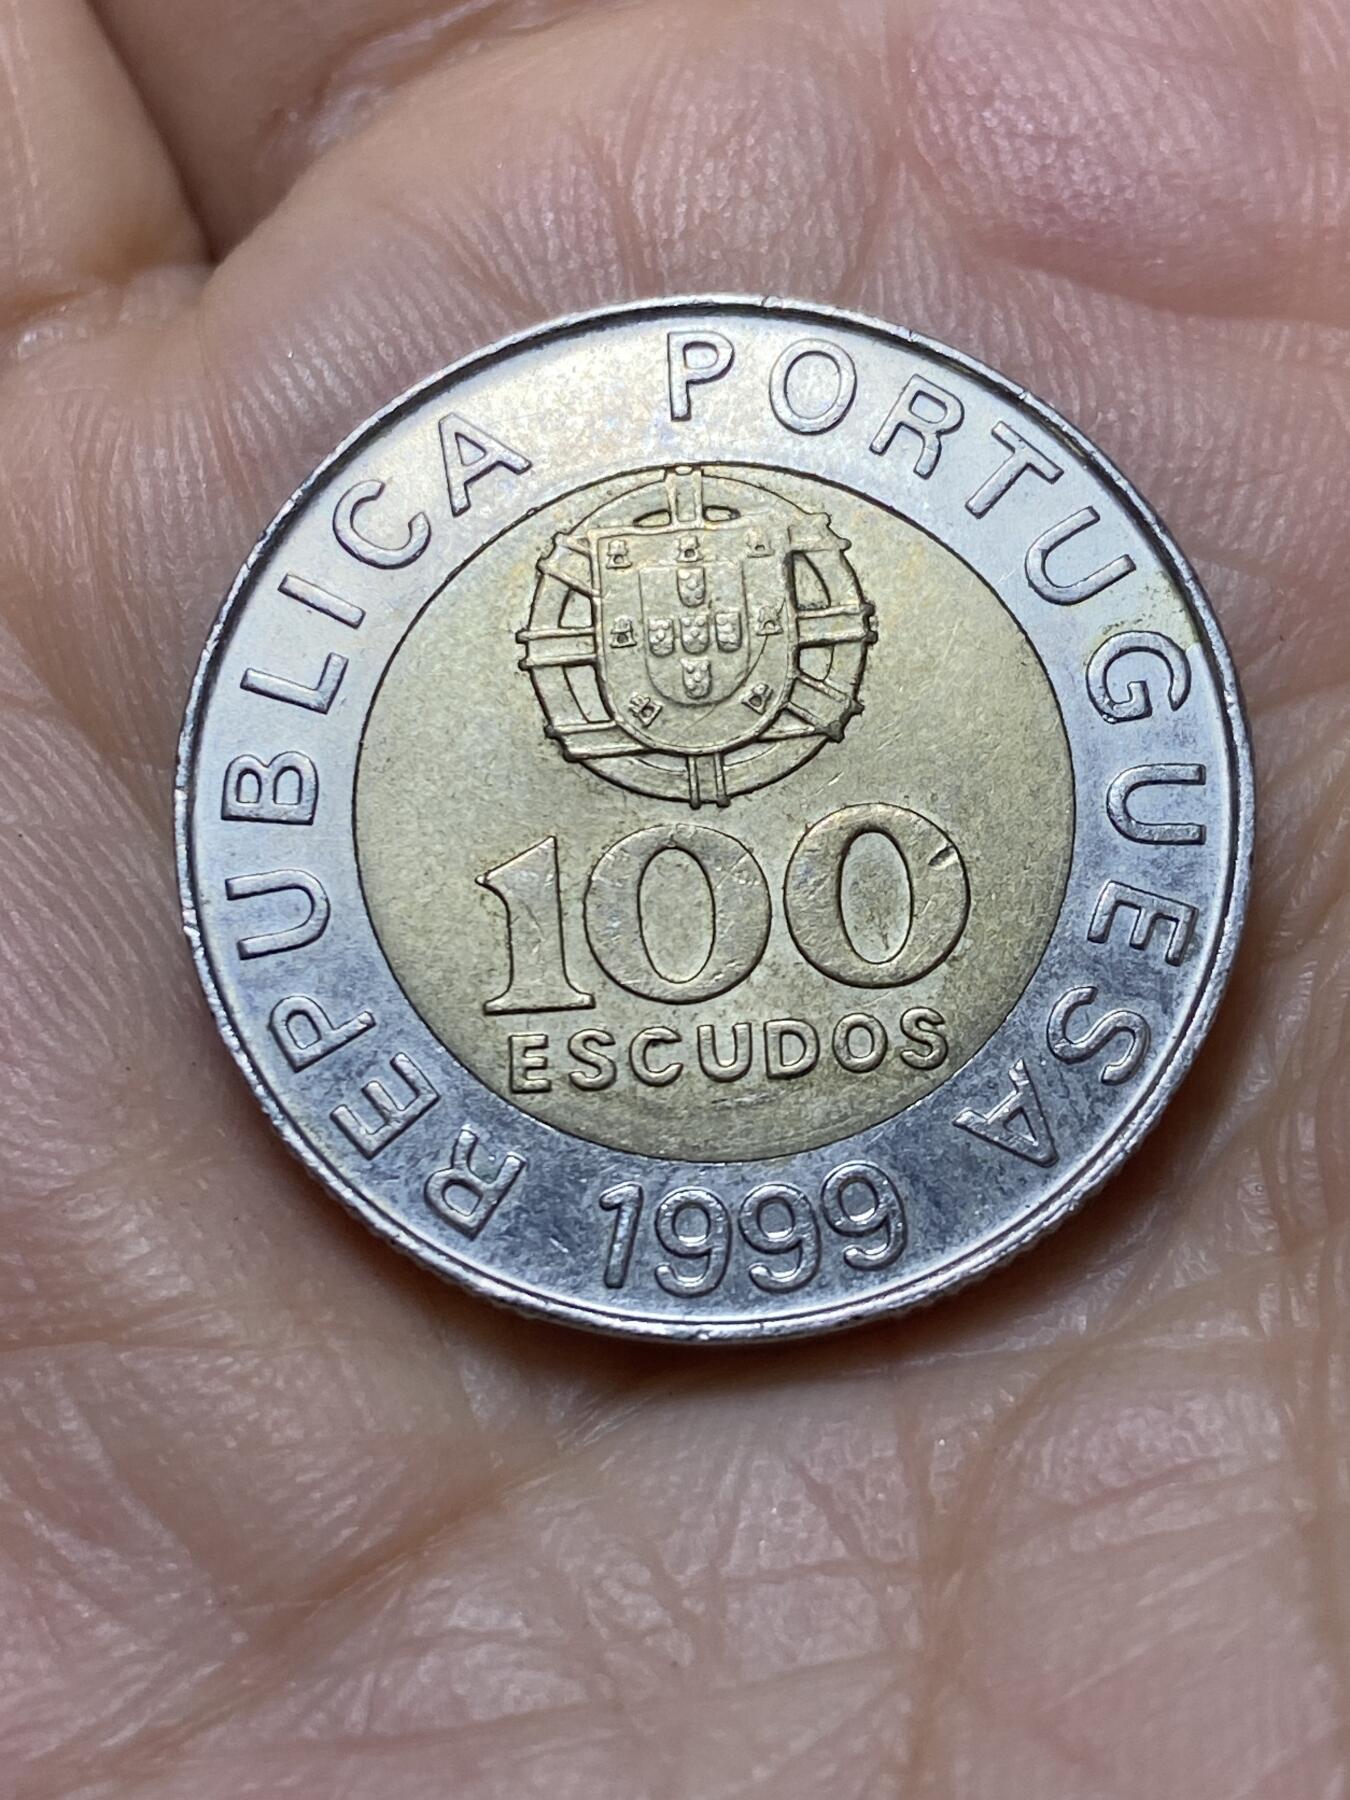 REPUBLICA PORTUGUESA
100
ESCUDOS
1999